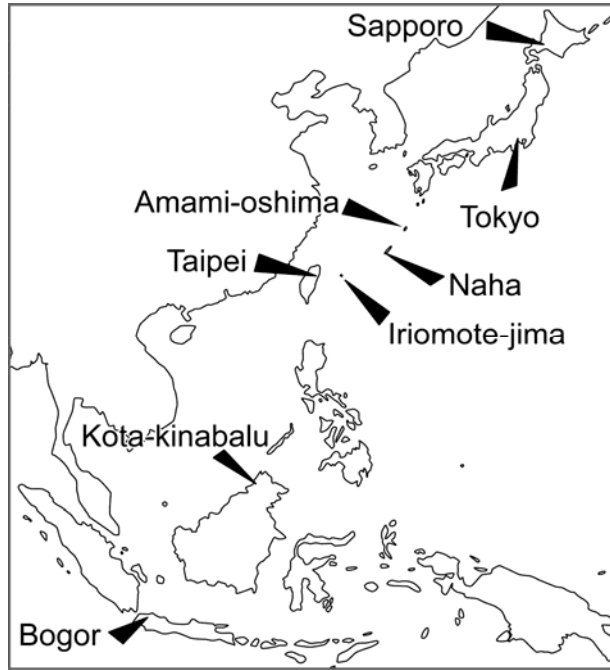 Sapporo
Amami-oshima
Tokyo
Taipei
Naha
Iriomote-jima
Kota-kinabalu
Bogor